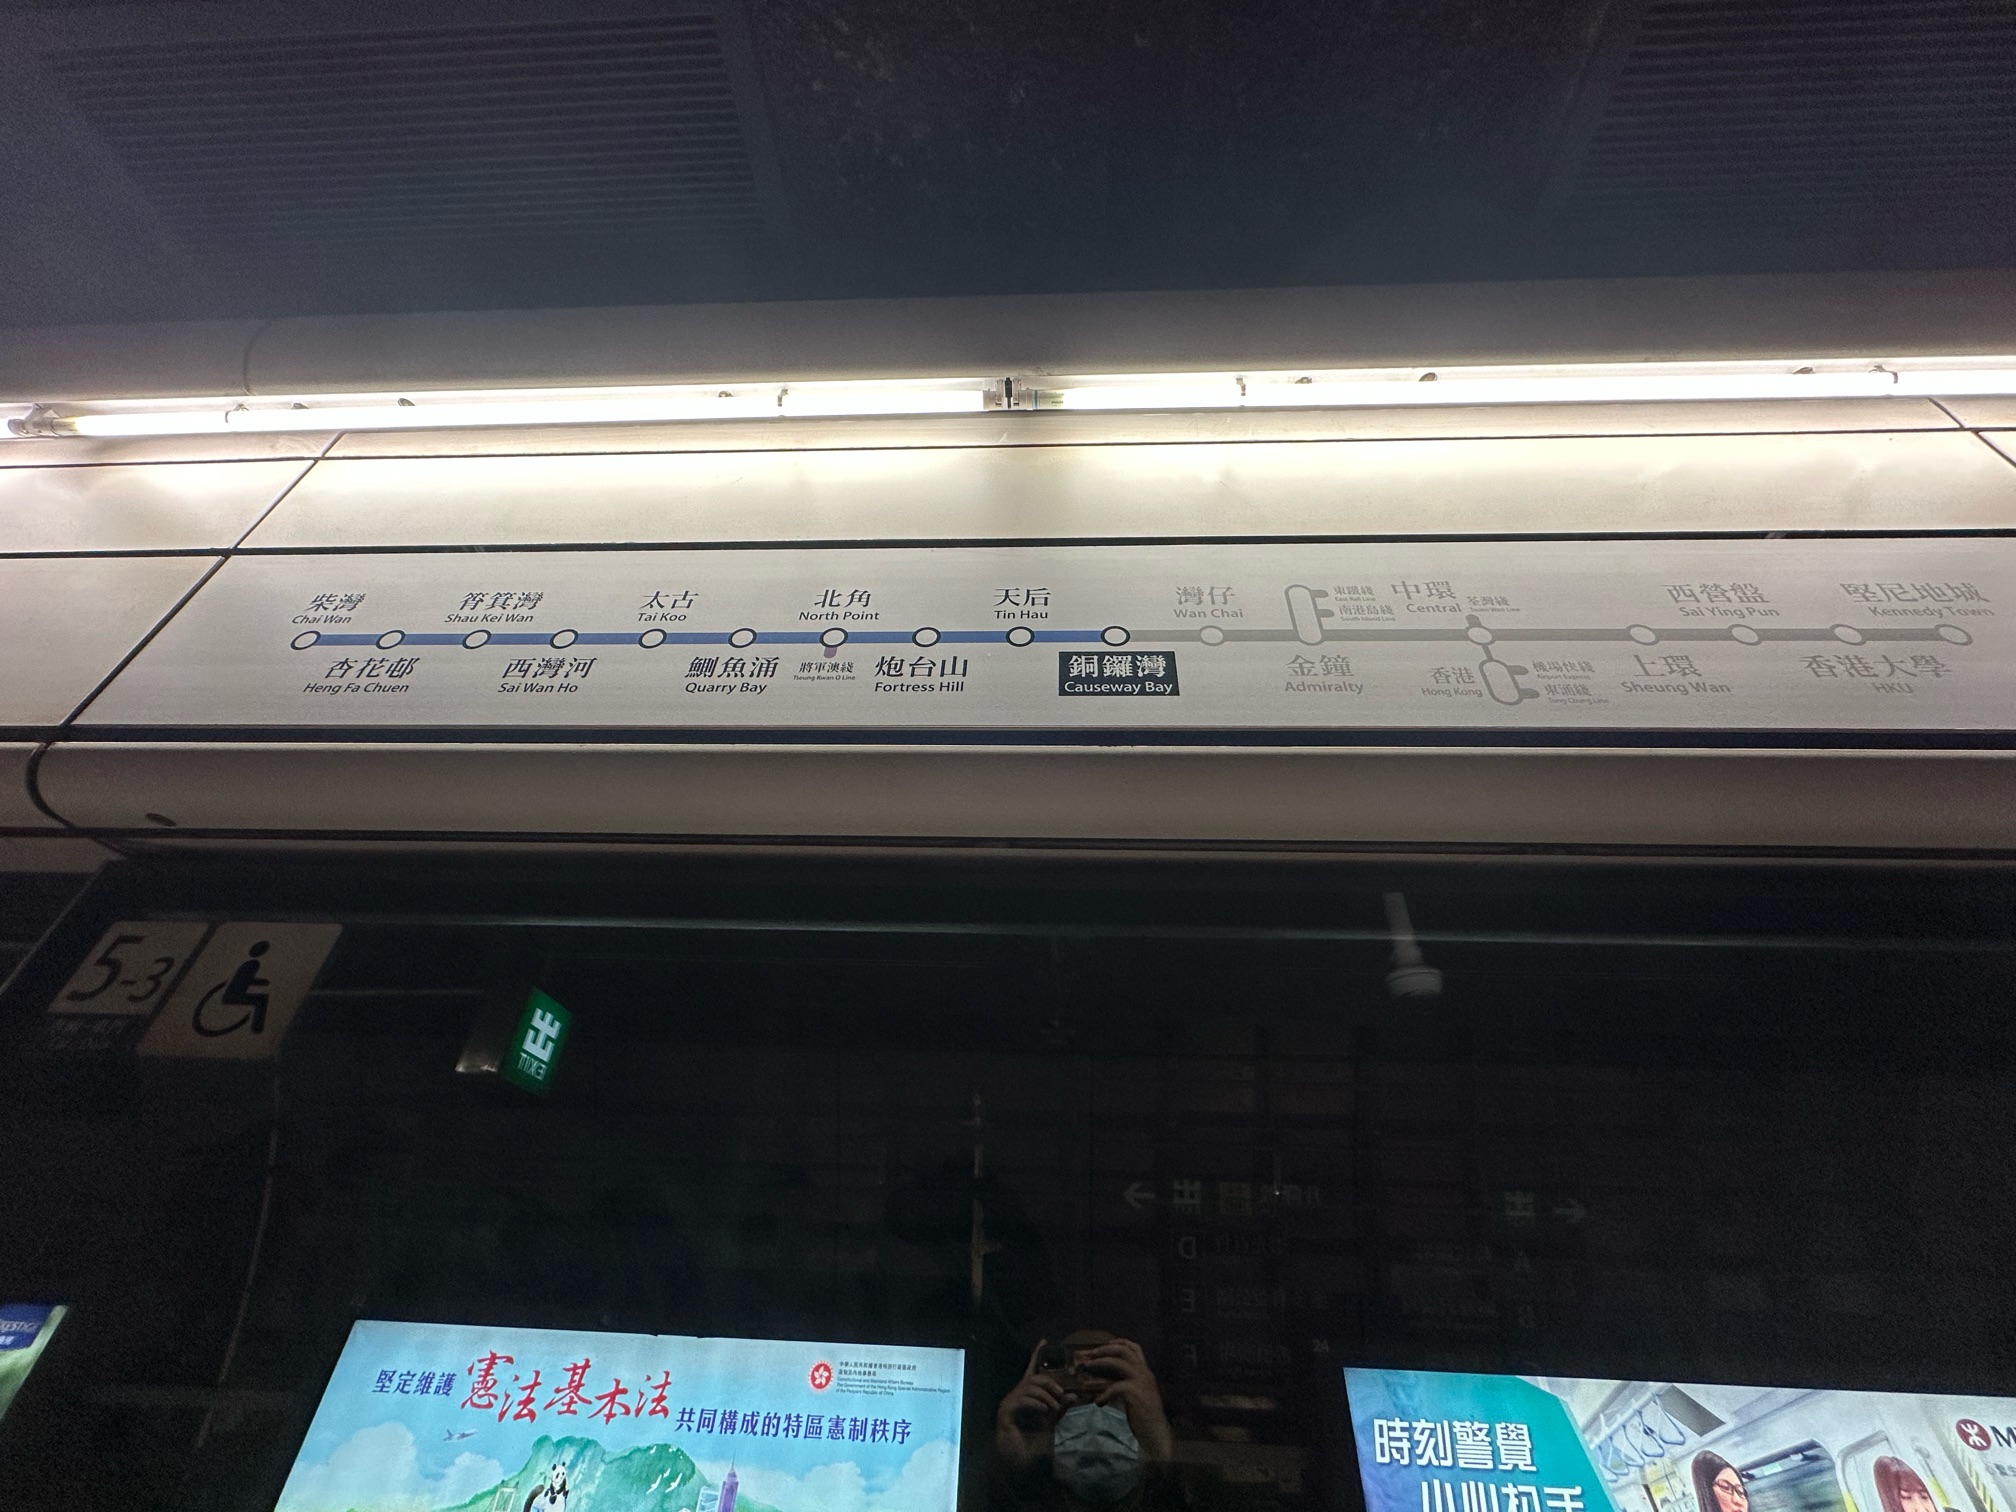 柴灣
Chai Wan
杏花邨
Heng Fa Chuen
筲箕灣
Shau Kei Wan
西灣河
Sai Wan Ho
太古
Tai Koo
鰂魚涌
Quarry Bay
北角
North Point
將軍澳綫
Tseung Kwan O Line
炮台山
Fortress Hill
天后
Tin Hau
銅鑼灣
Causeway Bay
灣仔
Wan Chai
金鐘
Admiralty
東鐵綫
East Rail Line
南港島綫
South Island Line
中環
Central
荃灣綫
Tsuen Wan Line
香港
Hong Kong
機場快綫
Airport Express
東涌綫
Tung Chung Line
上環
Sheung Wan
西營盤
Sai Ying Pun
香港大學
HKU
堅尼地城
Kennedy Town
5-3
出
EXIT
出
出
D
E
F
A
B
堅定維護
憲法基本法
共同構成的特區憲制秩序
時刻警覺
小心扒手
M